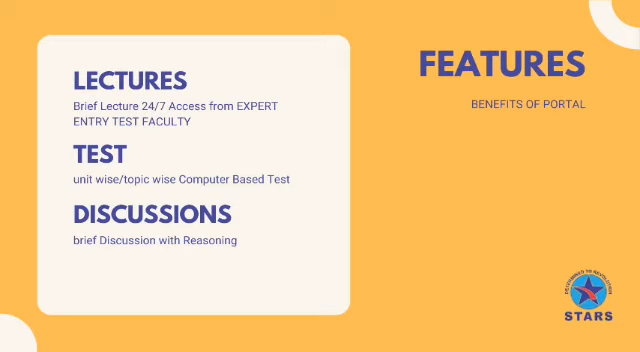 LECTURES
Brief Lecture 24/7 Access from EXPERT
ENTRY TEST FACULTY
TEST
unit wise/topic wise Computer Based Test
DISCUSSIONS
brief Discussion with Reasoning
FEATURES
BENEFITS OF PORTAL
STARS